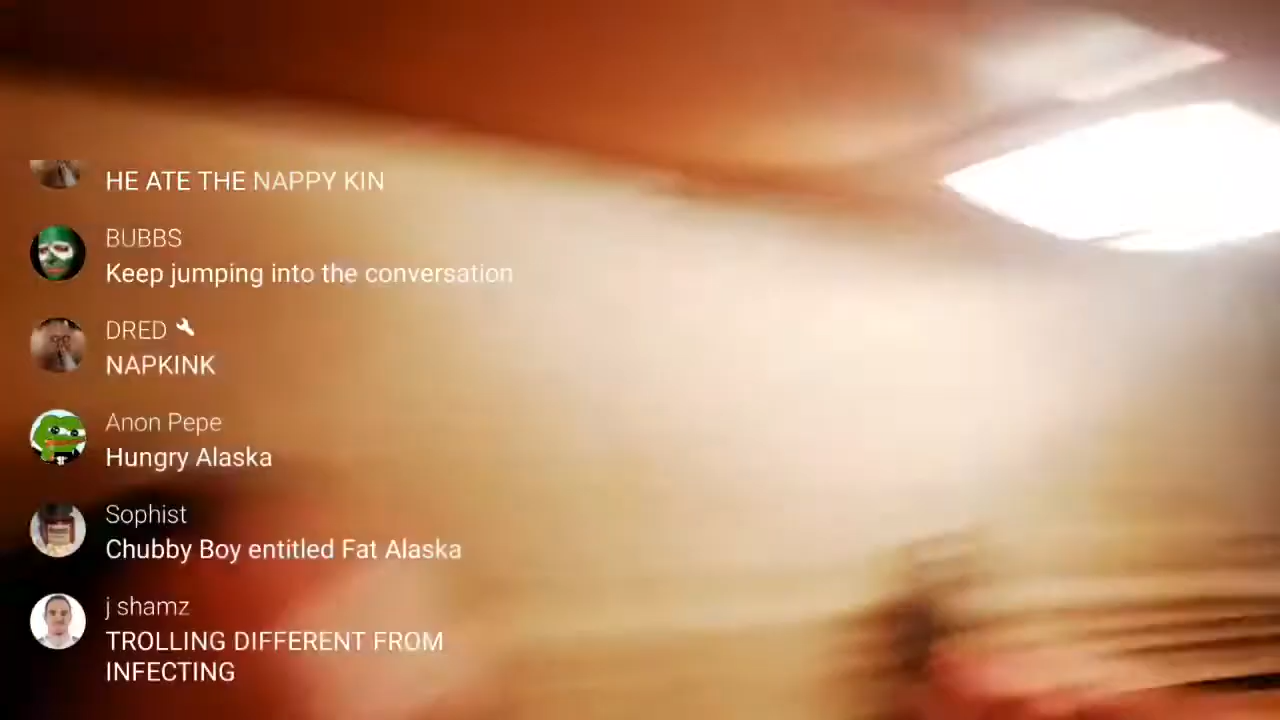 HE ATE THE NAPPY KIN
BUBBS
Keep jumping into the conversation
DRED
NAPKINK
Anon Pepe
Hungry Alaska
Sophist
Chubby Boy entitled Fat Alaska
j shamz
TROLLING DIFFERENT FROM
INFECTING